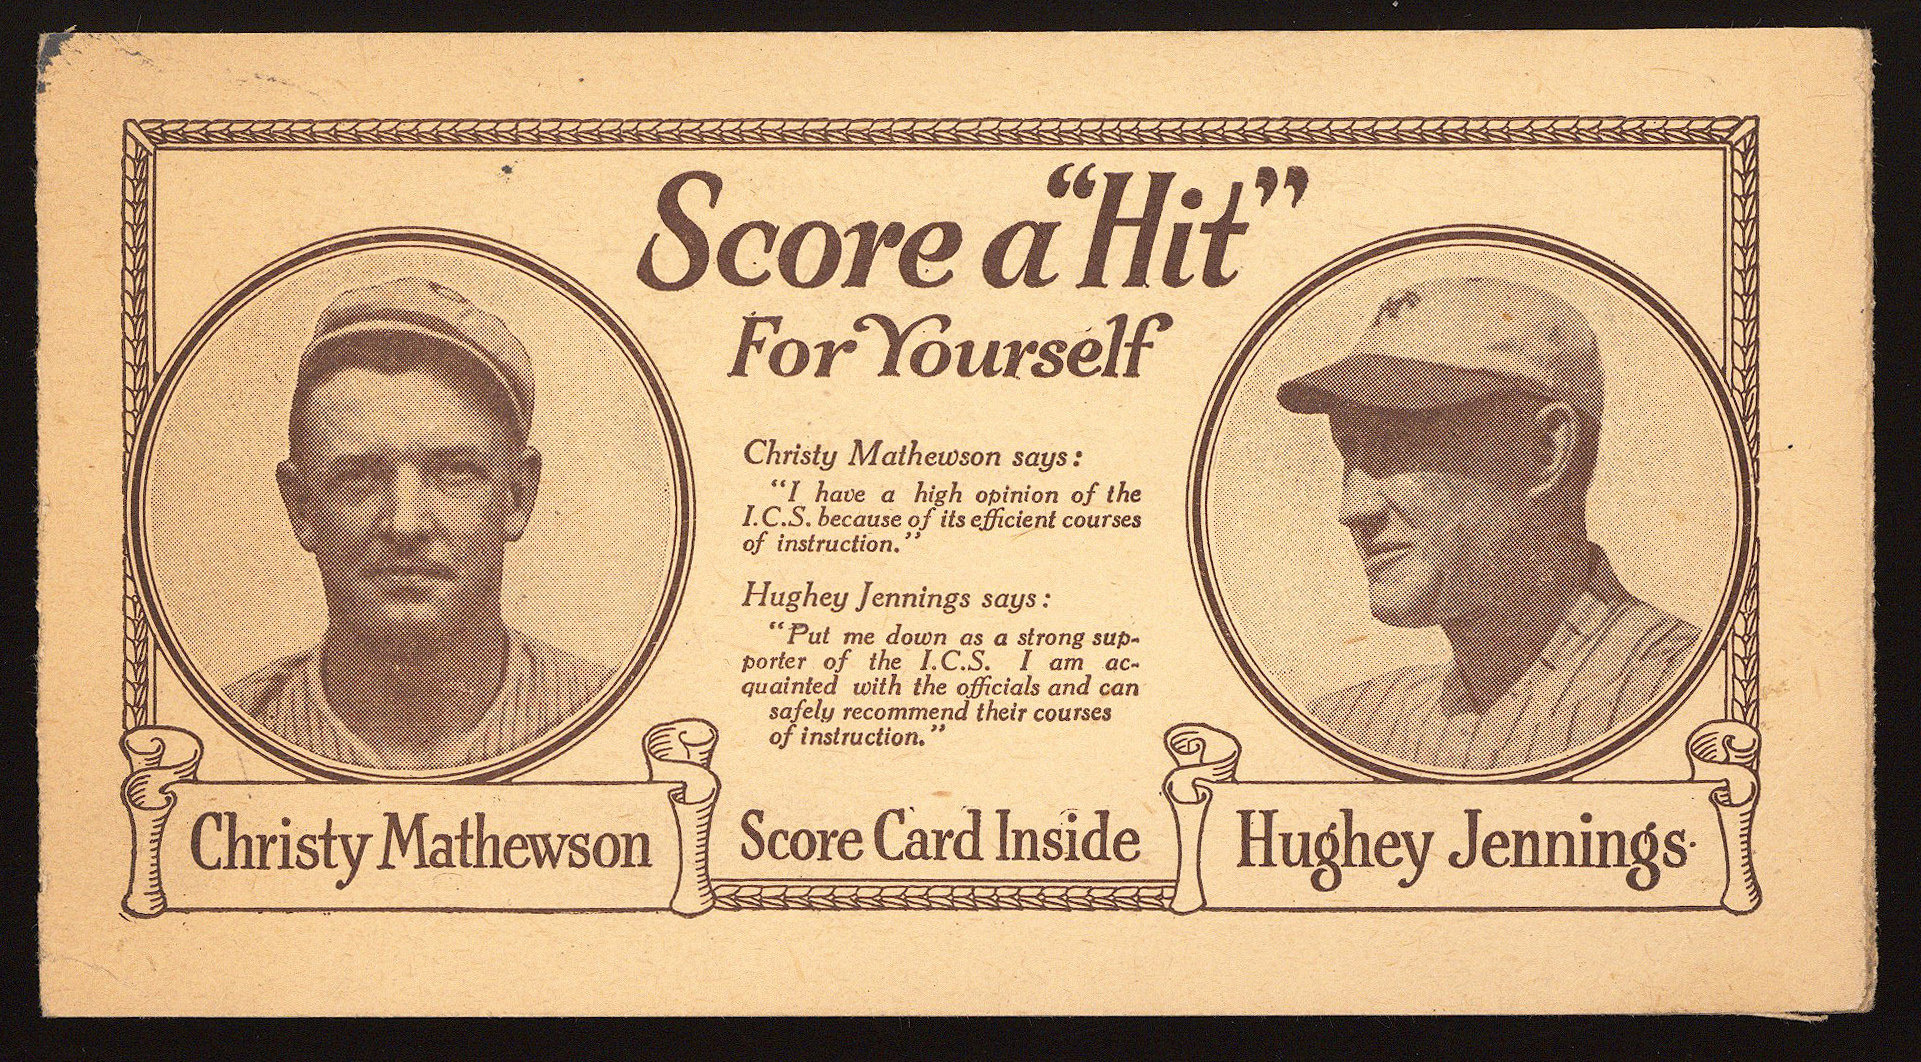 Score a "Hit"
For Yourself
Christy Mathewson says:
"I have a high opinion of the
I.C.S. because of its efficient courses
of instruction."
Hughey Jennings says:
"Put me down as a strong sup-
porter of the I.C.S. I am ac-
quainted with the officials and can
safely recommend their courses
of instruction."
Christy Mathewson
Score Card Inside
Hughey Jennings